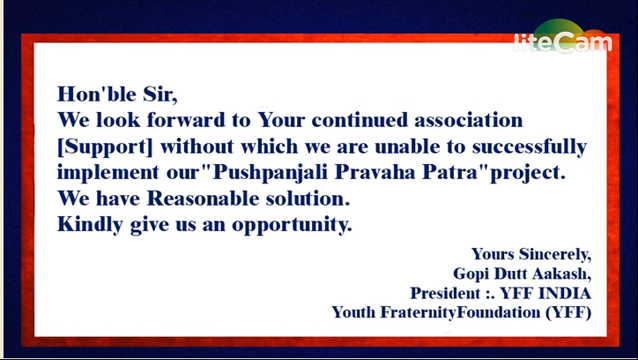 liteCam
Hon'ble Sir,
We look forward to Your continued association
[Support] without which we are unable to successfully
implement our"Pushpanjali Pravaha Patra"project.
We have Reasonable solution.
Kindly give us an opportunity.
Yours Sincerely,
Gopi Dutt Aakash,
President :. YFF INDIA
Youth FraternityFoundation (YFF)